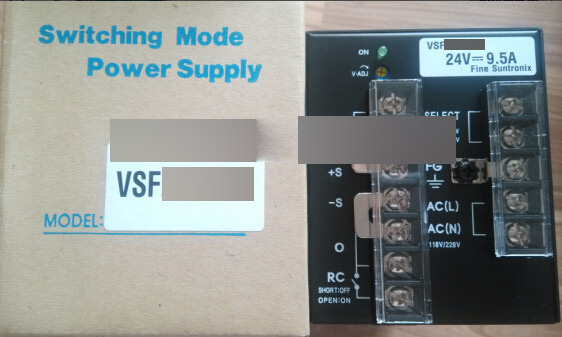 Switching Mode
Power Supply
VSF
MODEL:
ON
V-ADJ
VSF
24V⎓9.5A
Fine Suntronix
SELECT
+S
-S
O
RC
SHORT:OFF
OPEN:ON
FG
AC(L)
AC(N)
110V/220V